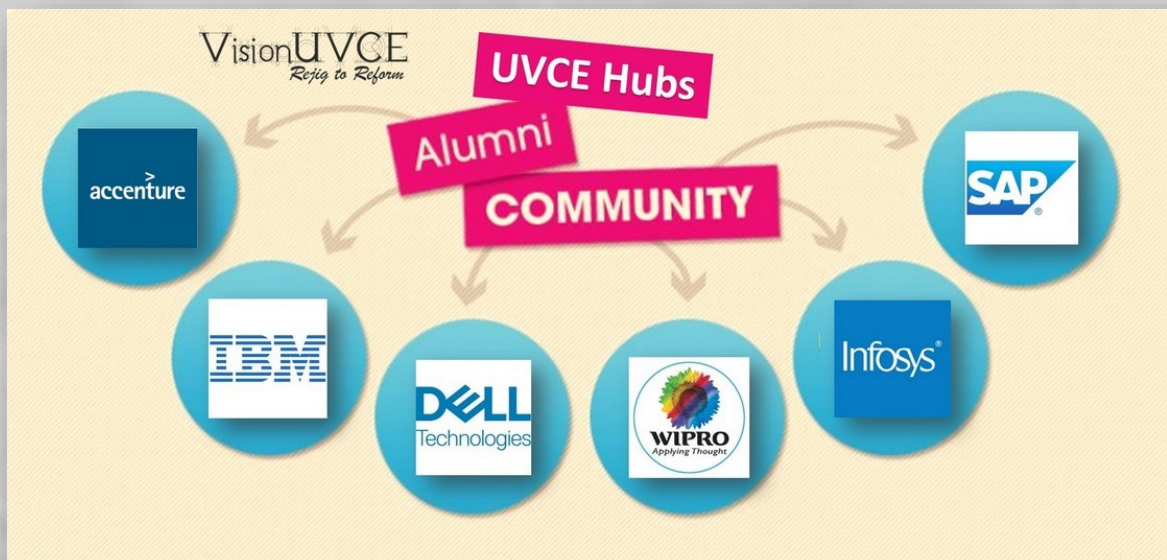 VisionUVCE
Rejig to Reform
UVCE Hubs
Alumni
COMMUNITY
>
accenture
IBM
DELL
Technologies
WIPRO
Applying Thought
Infosys®
SAP®